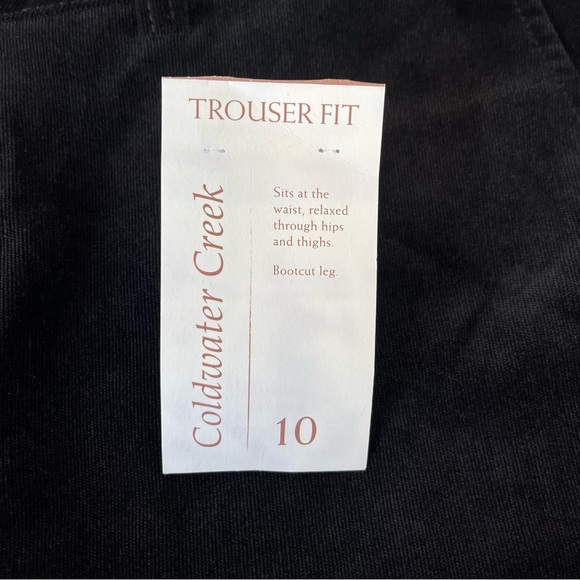 TROUSER FIT
Coldwater Creek
Sits at the
waist, relaxed
through hips
and thighs.
Bootcut leg.
10